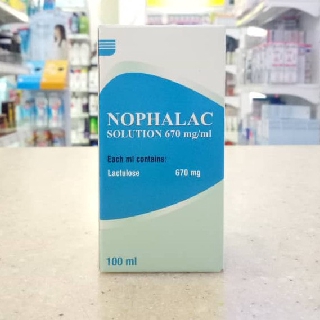 NOPHALAC
SOLUTION 670 mg/ml
Each ml contains:
Lactulose 670 mg
100 ml